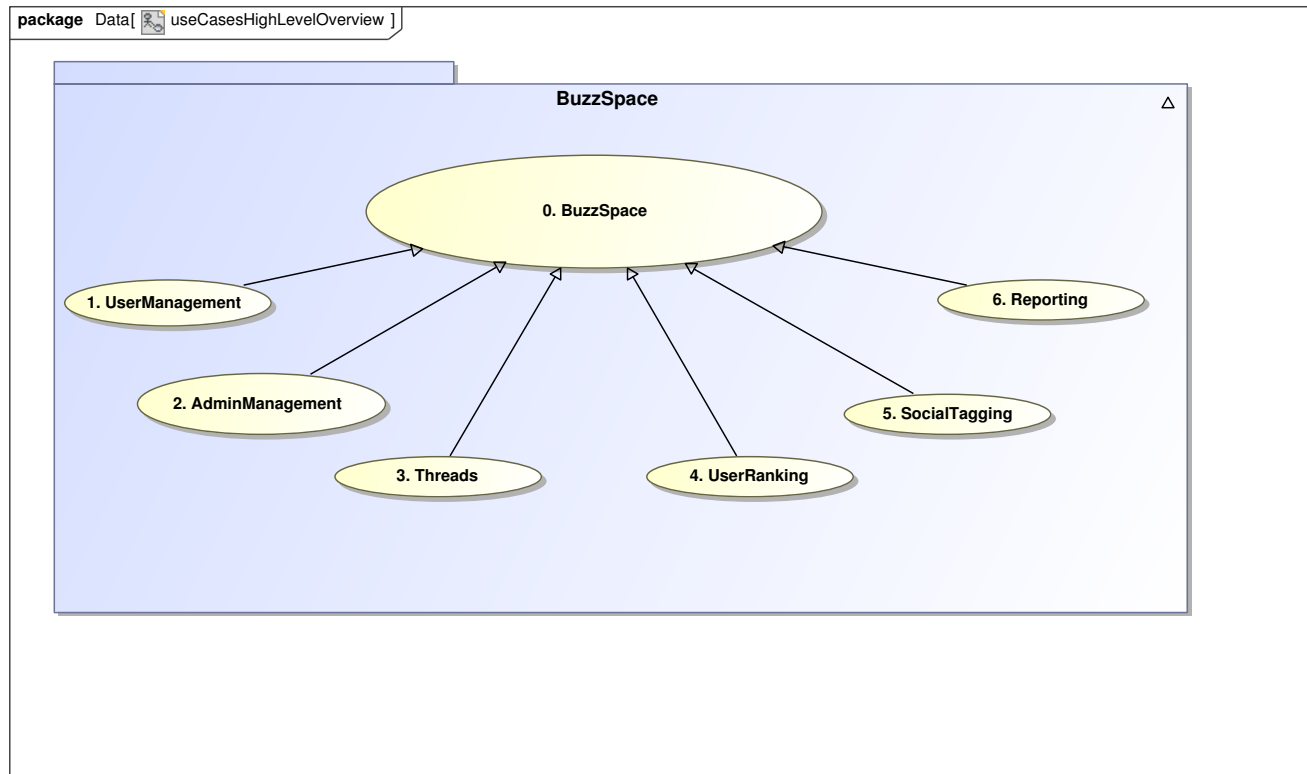 package Data[ useCasesHighLevelOverview ]
BuzzSpace
0. BuzzSpace
1. UserManagement
6. Reporting
2. AdminManagement
5. SocialTagging
3. Threads
4. UserRanking